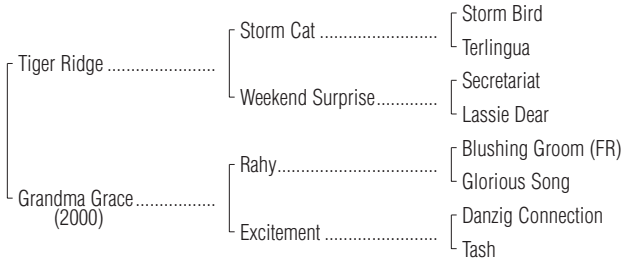 Storm Bird
Storm Cat ........................
Terlingua
Tiger Ridge ......................
Secretariat
Weekend Surprise.............
Lassie Dear
Blushing Groom (FR)
Rahy................................
Glorious Song
Grandma Grace................
(2000)
Danzig Connection
Excitement .......................
Tash